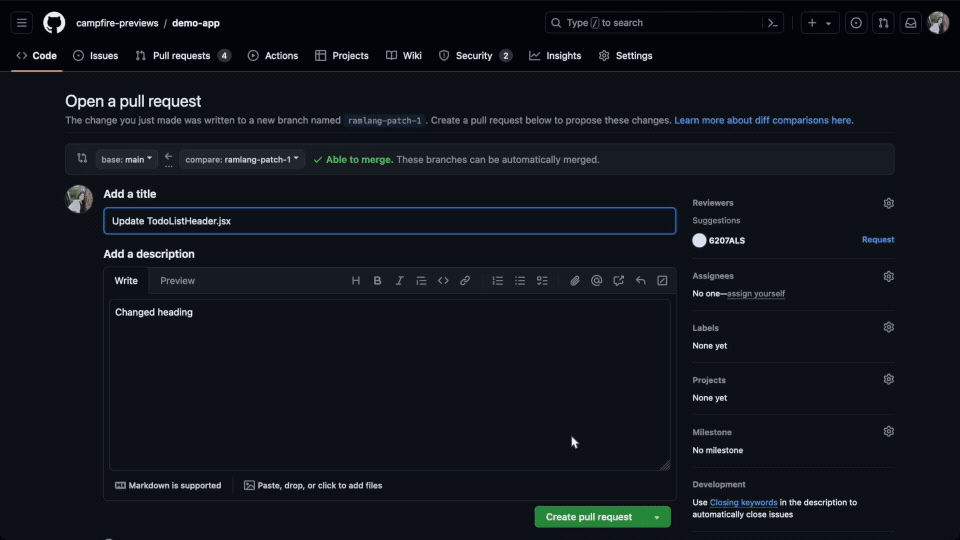 campfire-previews / demo-app
Type / to search
Code Issues Pull requests 4 Actions Projects Wiki Security 2 Insights Settings
Open a pull request
The change you just made was written to a new branch named ramlang-patch-1 . Create a pull request below to propose these changes. Learn more about diff comparisons here.
base: main compare: ramlang-patch-1 Able to merge. These branches can be automatically merged.
Add a title
Update TodoListHeader.jsx
Add a description
Write Preview
Changed heading
Markdown is supported Paste, drop, or click to add files
Create pull request
Reviewers
Suggestions
6207ALS Request
Assignees
No one—assign yourself
Labels
None yet
Projects
None yet
Milestone
No milestone
Development
Use Closing keywords in the description to
automatically close issues